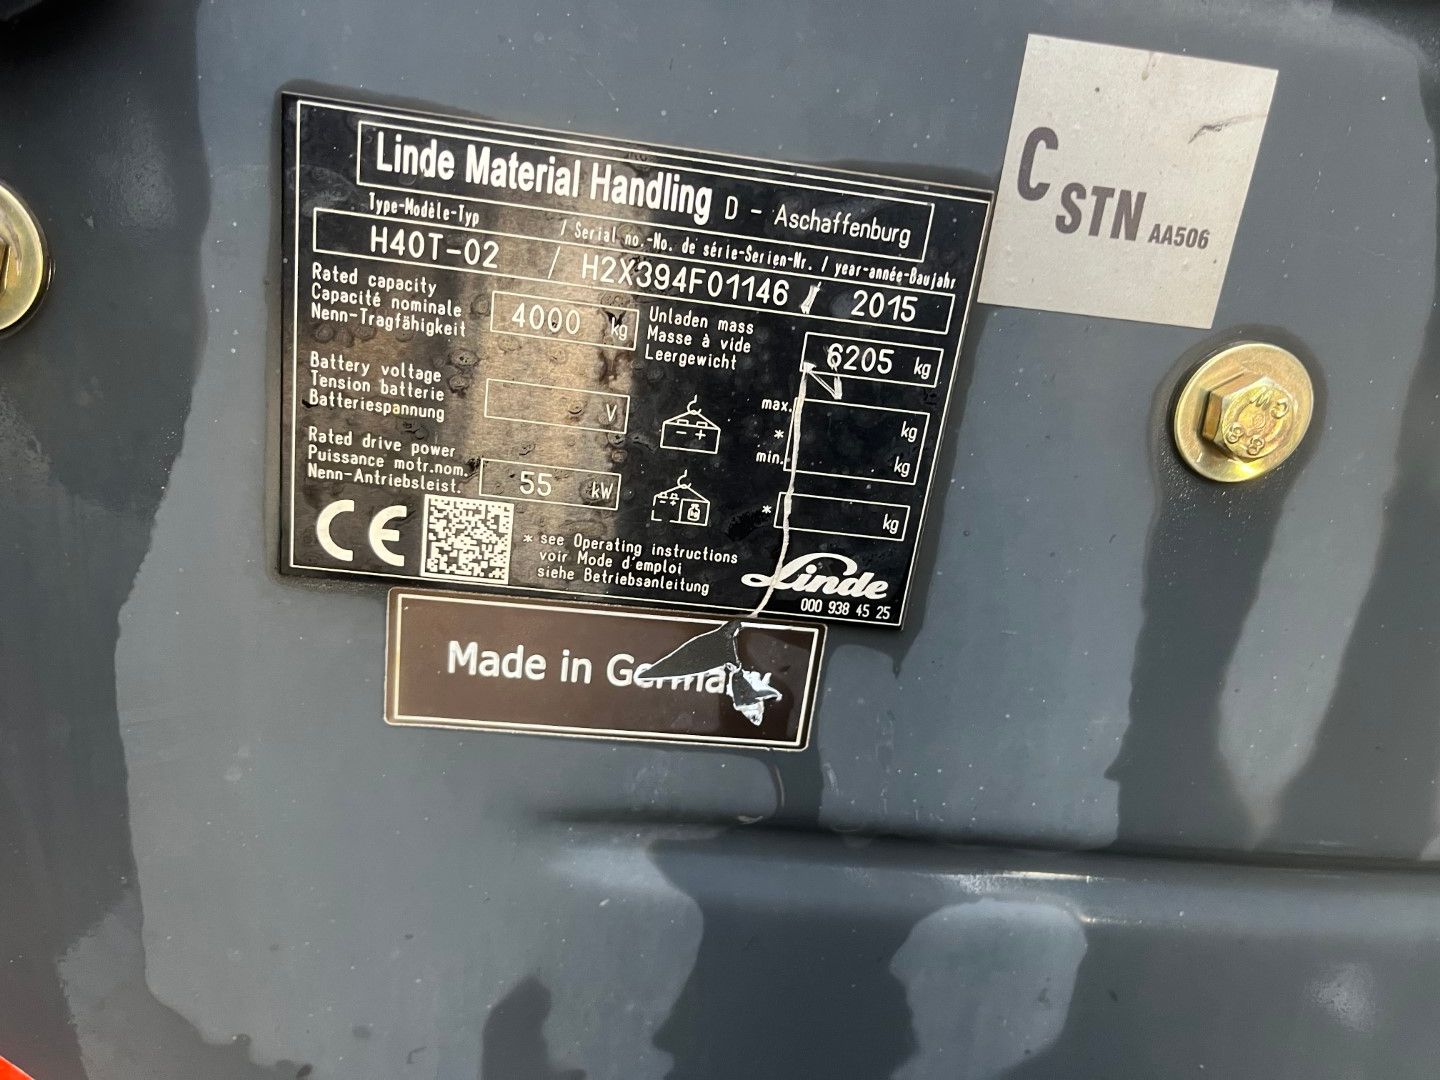 Linde Material Handling D - Aschaffenburg
Type-Modèle-Typ / Serial no.-No. de série-Serien-Nr. / year-année-Baujahr
H40T-02 / H2X394F01146 / 2015
Rated capacity
Capacité nominale
Nenn-Tragfähigkeit
4000 kg
Unladen mass
Masse à vide
Leergewicht
6205 kg
Battery voltage
Tension batterie
Batteriespannung
V
- +
max. kg
*
min. kg
Rated drive power
Puissance motr.nom.
Nenn-Antriebsleist.
55 kW
* kg
CE
* see Operating instructions
voir Mode d'emploi
siehe Betriebsanleitung
Linde
000 938 45 25
Made in Germany
C STN AA506
8.8